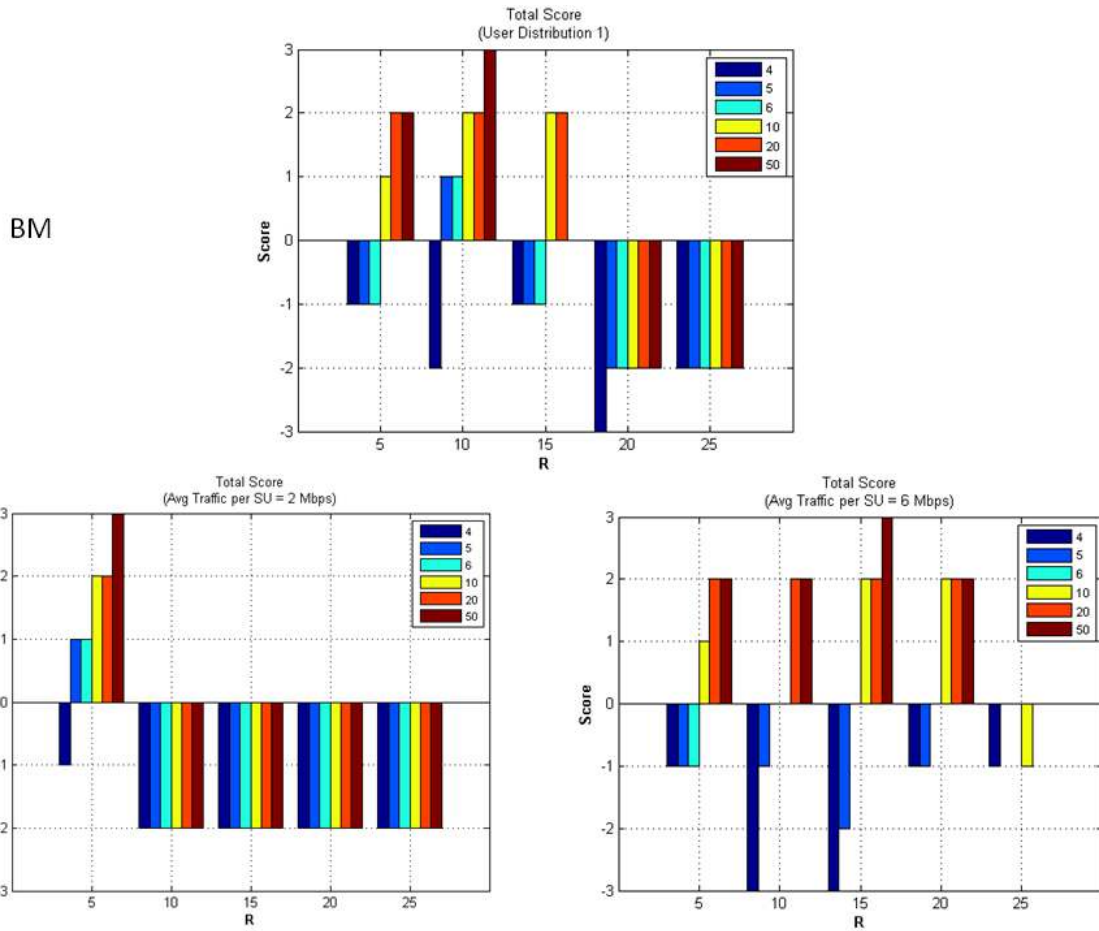 Total Score
(User Distribution 1)
3
2
1
0
-1
-2
-3
Score
4
5
6
10
20
50
5 10 15 20 25
R
BM
Total Score
(Avg Traffic per SU = 2 Mbps)
3
2
1
0
1
2
3
4
5
6
10
20
50
5 10 15 20 25
R
Total Score
(Avg Traffic per SU = 6 Mbps)
3
2
1
0
-1
-2
-3
Score
4
5
6
10
20
50
5 10 15 20 25
R